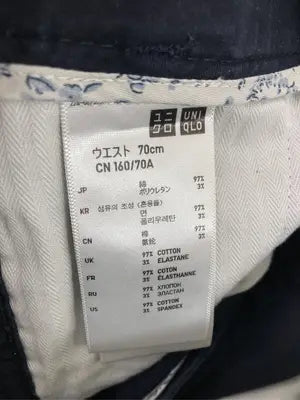 ユニ
クロ
UNI
QLO
ウエスト 70cm
CN 160/70A
JP 綿 97%
ポリウレタン 3%
KR 섬유의 조성 (혼용율)
면 97%
폴리우레탄 3%
CN 棉 97%
氨纶 3%
UK 97% COTTON
3% ELASTANE
FR 97% COTON
3% ÉLASTHANNE
RU 97% ХЛОПОК
3% ЭЛАСТАН
US 97% COTTON
3% SPANDEX